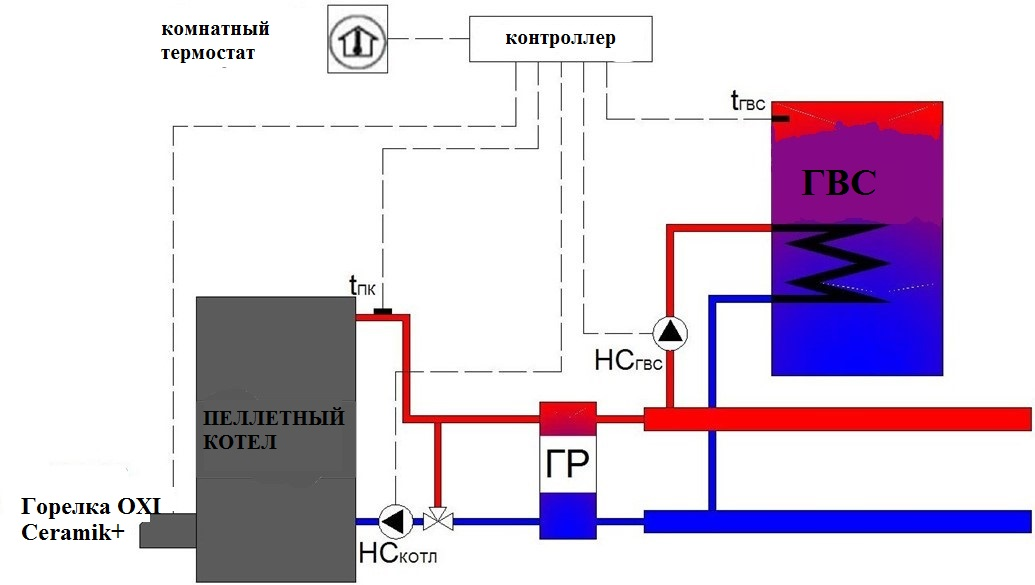 комнатный
термостат
контроллер
tГВС
ГВС
tПК
НСГВС
ПЕЛЛЕТНЫЙ
КОТЕЛ
ГР
Горелка OXI
Ceramik+
НСКОТЛ